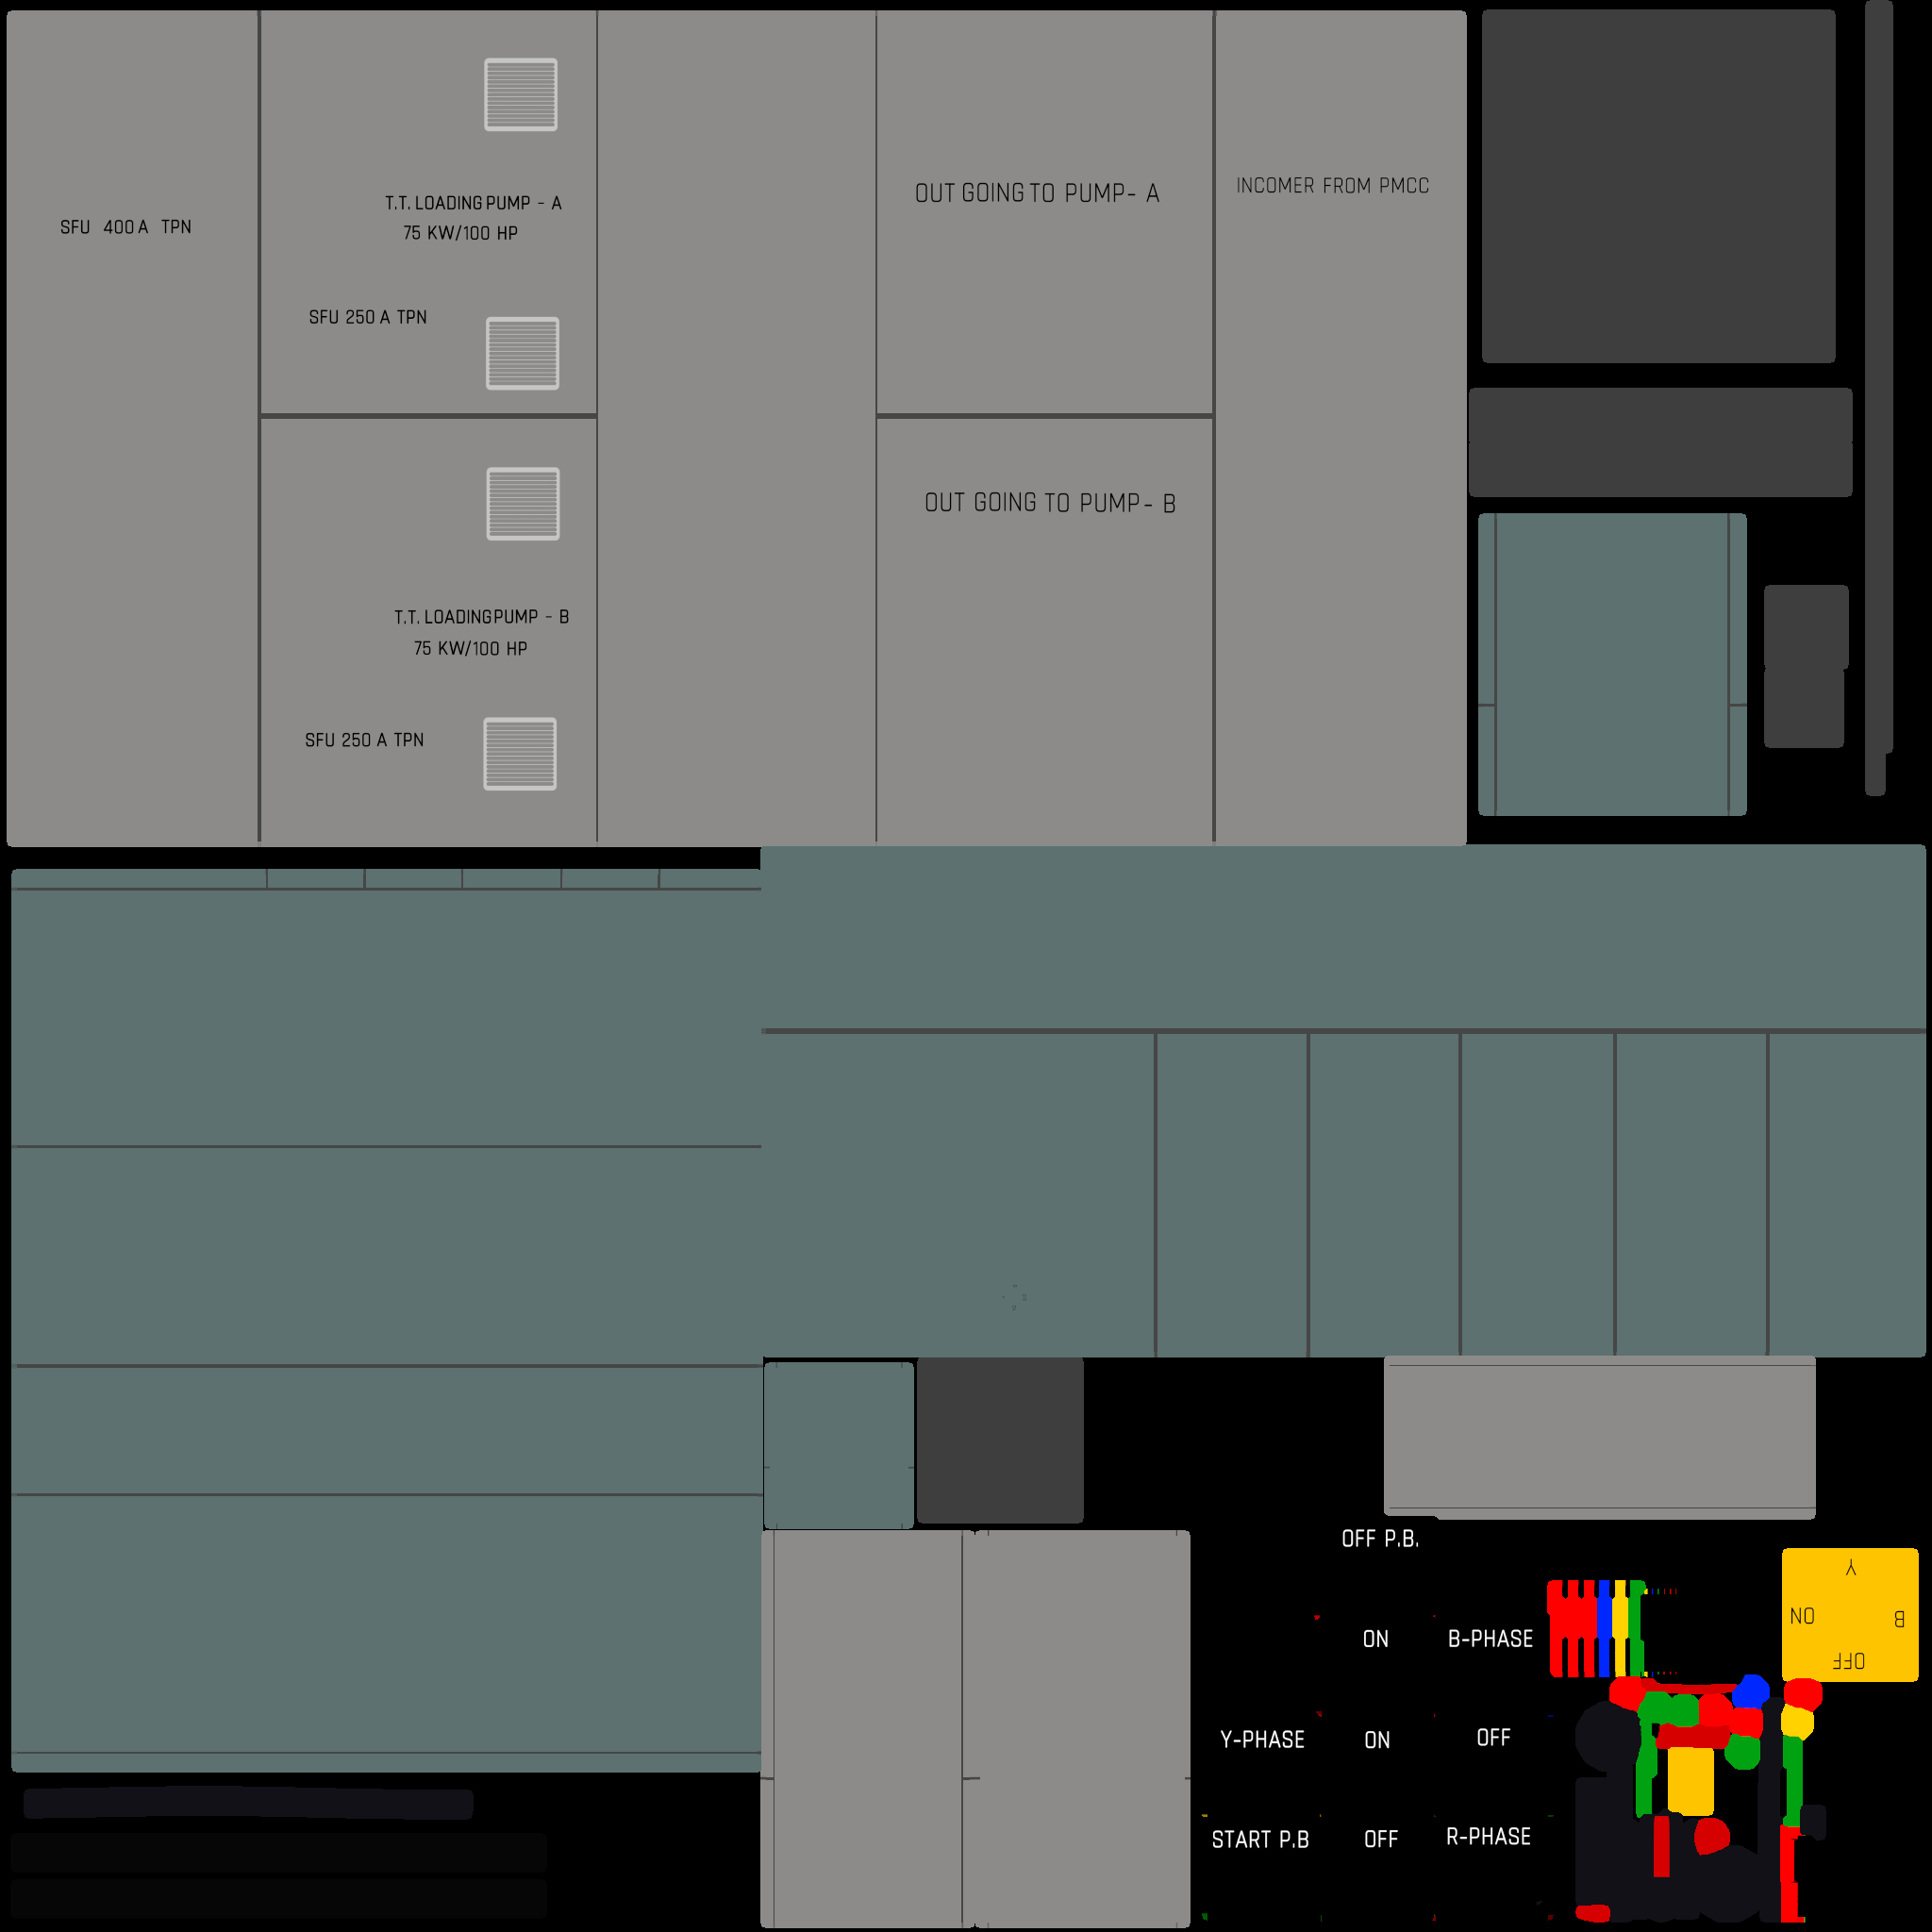 SFU 400 A TPN
T.T. LOADING PUMP - A
75 KW/100 HP
SFU 250 A TPN
T.T. LOADING PUMP - B
75 KW/100 HP
SFU 250 A TPN
OUT GOING TO PUMP- A
OUT GOING TO PUMP- B
INCOMER FROM PMCC
OFF P.B.
ON
B-PHASE
Y-PHASE
ON
OFF
START P.B
OFF
R-PHASE
Y
ON
B
OFF